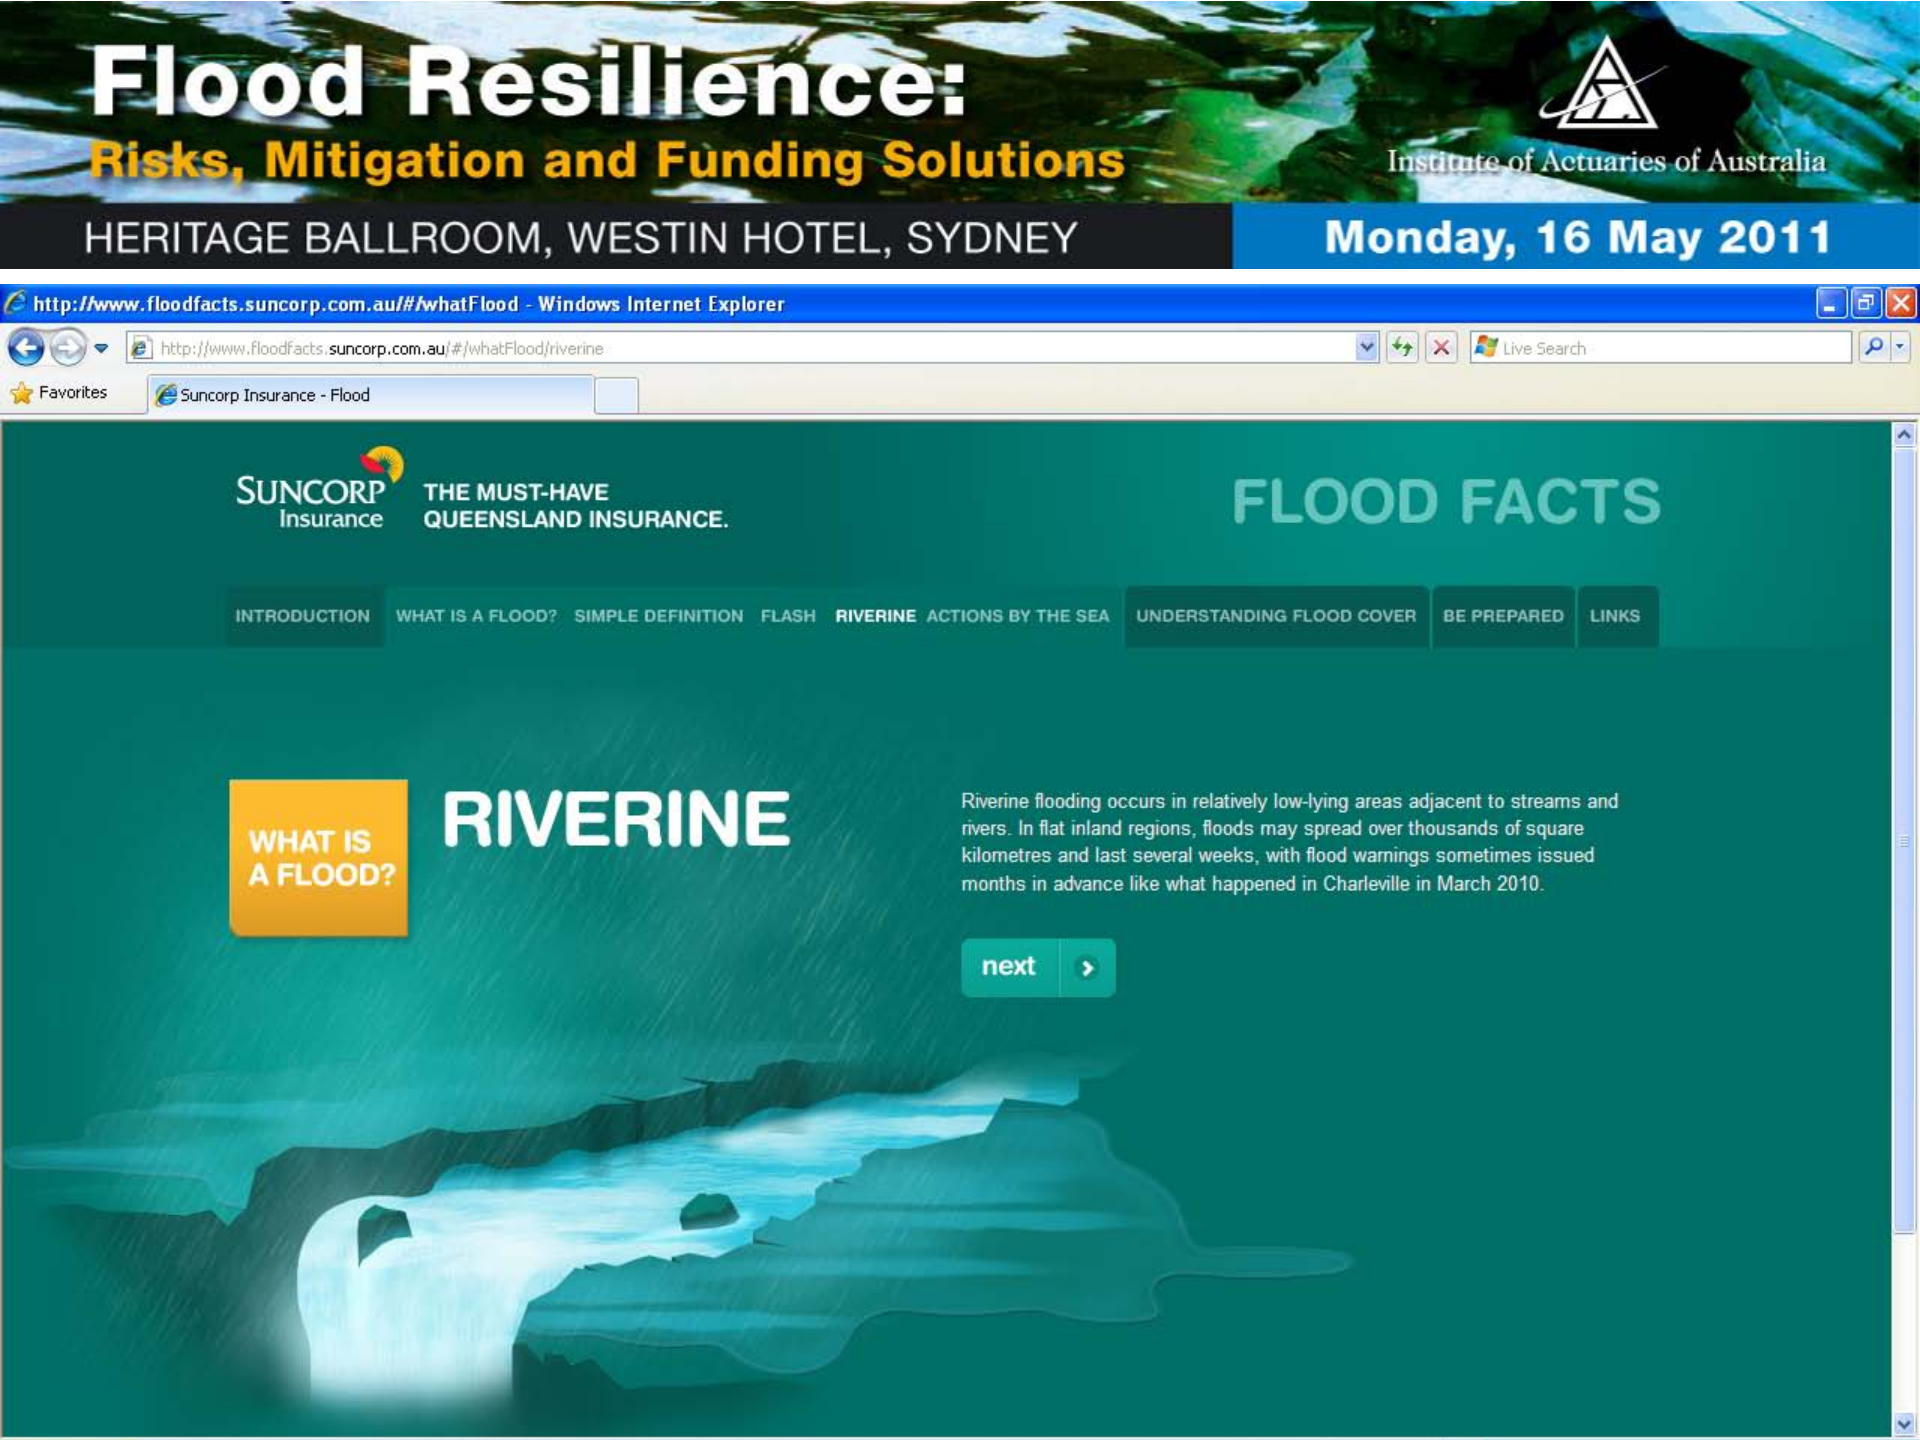 Flood Resilience:
Risks, Mitigation and Funding Solutions
Institute of Actuaries of Australia
HERITAGE BALLROOM, WESTIN HOTEL, SYDNEY
Monday, 16 May 2011
http://www.floodfacts.suncorp.com.au/#/whatFlood - Windows Internet Explorer
http://www.floodfacts.suncorp.com.au/#/whatFlood/riverine
Live Search
Favorites
Suncorp Insurance - Flood
SUNCORP
Insurance
THE MUST-HAVE
QUEENSLAND INSURANCE.
FLOOD FACTS
INTRODUCTION WHAT IS A FLOOD? SIMPLE DEFINITION FLASH RIVERINE ACTIONS BY THE SEA UNDERSTANDING FLOOD COVER BE PREPARED LINKS
WHAT IS
A FLOOD?
RIVERINE
Riverine flooding occurs in relatively low-lying areas adjacent to streams and
rivers. In flat inland regions, floods may spread over thousands of square
kilometres and last several weeks, with flood warnings sometimes issued
months in advance like what happened in Charleville in March 2010.
next